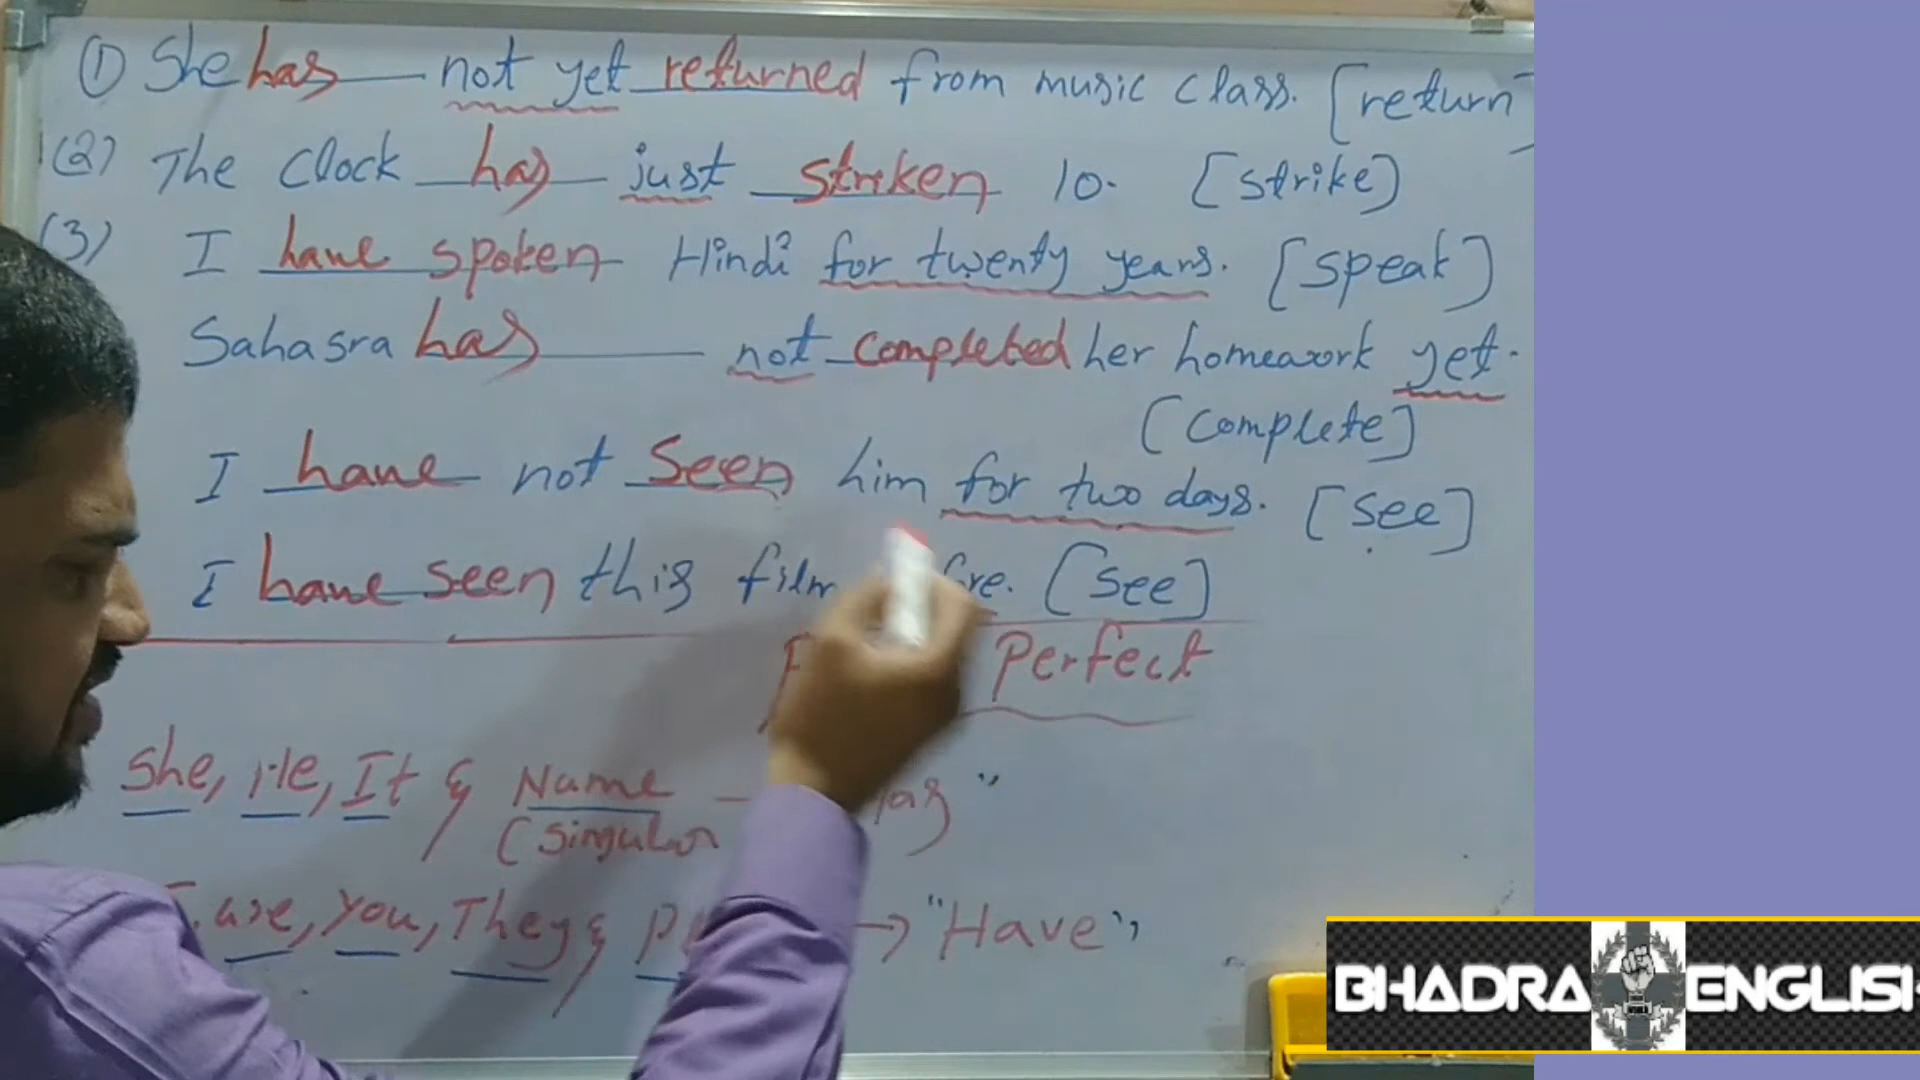 ① She has not yet returned from music class. [return]
(2) The clock has just striken 10. [strike]
(3) I have spoken Hindi for twenty years. [speak]
Sahasra has not completed her homework yet.
[complete]
I have not seen him for two days. [see]
I have seen this film [see]
Perfect
She, He, It & Name
(Singular
You, They & → "Have"
BHADRA ENGLISH